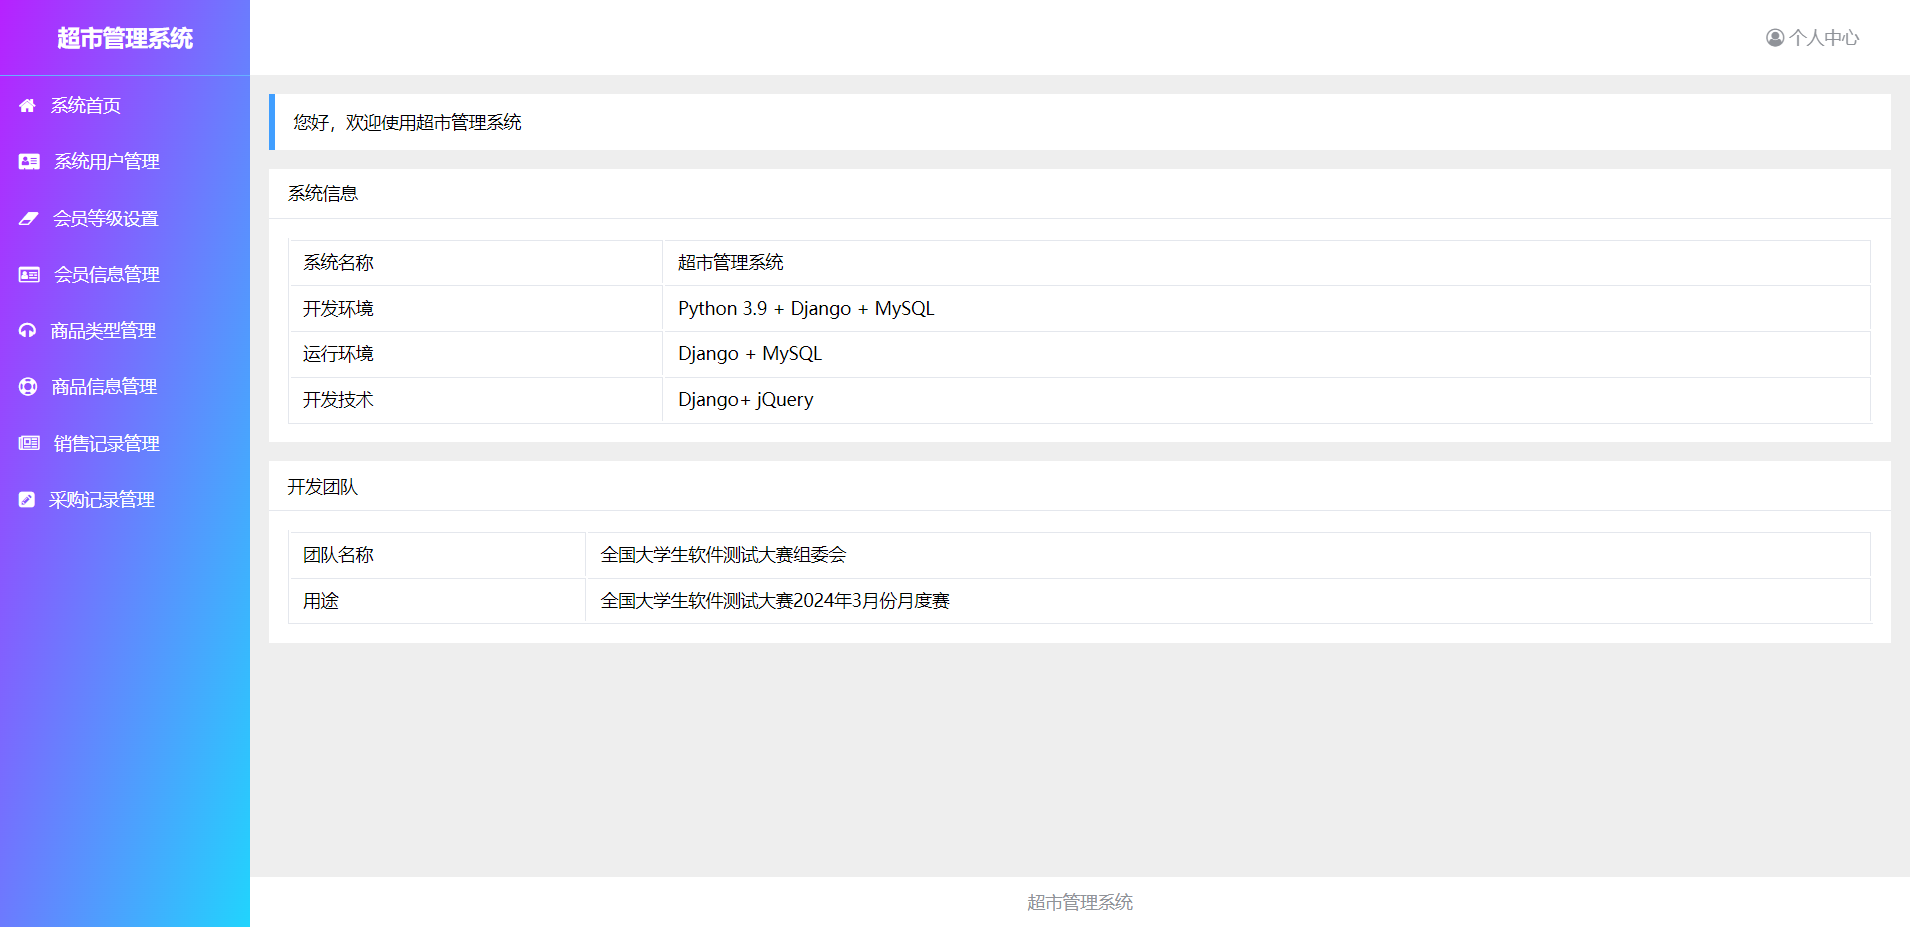 超市管理系统
个人中心
系统首页
系统用户管理
会员等级设置
会员信息管理
商品类型管理
商品信息管理
销售记录管理
采购记录管理
您好，欢迎使用超市管理系统
系统信息
系统名称 超市管理系统
开发环境 Python 3.9 + Django + MySQL
运行环境 Django + MySQL
开发技术 Django+ jQuery
开发团队
团队名称 全国大学生软件测试大赛组委会
用途 全国大学生软件测试大赛2024年3月份月度赛
超市管理系统